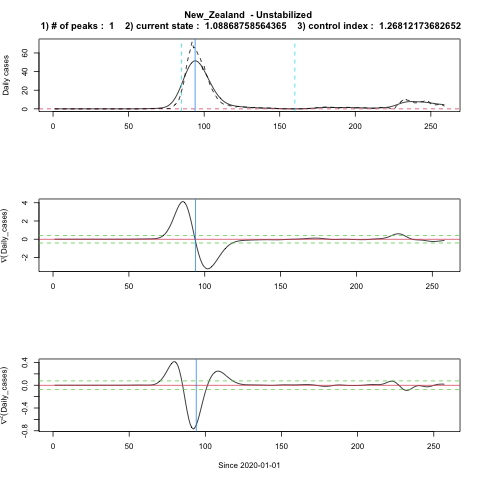 New_Zealand - Unstabilized
1) # of peaks : 1 2) current state : 1.08868758564365 3) control index : 1.26812173682652
Daily cases
60
40
20
0
0 50 100 150 200 250
∇(Daily_cases)
4
2
0
-2
0 50 100 150 200 250
∇²(Daily_cases)
0.4
0.0
-0.4
-0.8
0 50 100 150 200 250
Since 2020-01-01